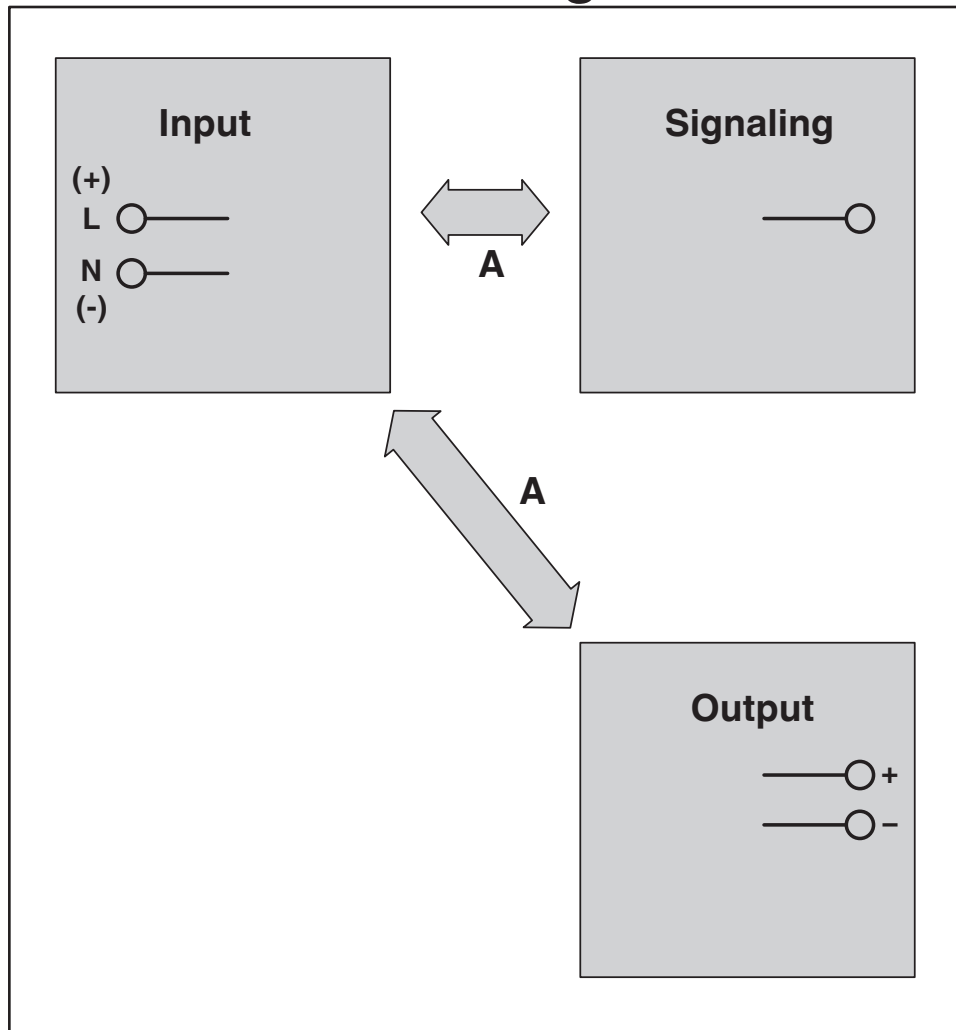 Input
(+)
L
N
(-)
A
Signaling
A
Output
+
−